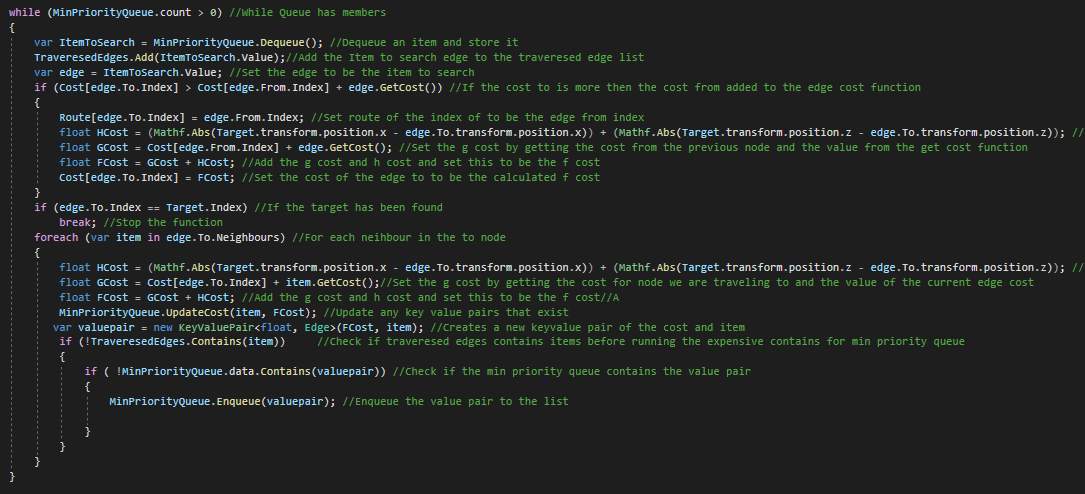 while (MinPriorityQueue.count > 0) //While Queue has members
{
var ItemToSearch = MinPriorityQueue.Dequeue(); //Dequeue an item and store it
TraveresedEdges.Add(ItemToSearch.Value);//Add the Item to search edge to the traveresed edge list
var edge = ItemToSearch.Value; //Set the edge to be the item to search
if (Cost[edge.To.Index] > Cost[edge.From.Index] + edge.GetCost()) //If the cost to is more then the cost from added to the edge cost function
{
Route[edge.To.Index] = edge.From.Index; //Set route of the index of to be the edge from index
float HCost = (Mathf.Abs(Target.transform.position.x - edge.To.transform.position.x)) + (Mathf.Abs(Target.transform.position.z - edge.To.transform.position.z)); //
float GCost = Cost[edge.From.Index] + edge.GetCost(); //Set the g cost by getting the cost from the previous node and the value from the get cost function
float FCost = GCost + HCost; //Add the g cost and h cost and set this to be the f cost
Cost[edge.To.Index] = FCost; //Set the cost of the edge to to be the calculated f cost
}
if (edge.To.Index == Target.Index) //If the target has been found
break; //Stop the function
foreach (var item in edge.To.Neighbours) //For each neihbour in the to node
{
float HCost = (Mathf.Abs(Target.transform.position.x - edge.To.transform.position.x)) + (Mathf.Abs(Target.transform.position.z - edge.To.transform.position.z)); //
float GCost = Cost[edge.To.Index] + item.GetCost();//Set the g cost by getting the cost for node we are traveling to and the value of the current edge cost
float FCost = GCost + HCost; //Add the g cost and h cost and set this to be the f cost//A
MinPriorityQueue.UpdateCost(item, FCost); //Update any key value pairs that exist
var valuepair = new KeyValuePair<float, Edge>(FCost, item); //Creates a new keyvalue pair of the cost and item
if (!TraveresedEdges.Contains(item)) //Check if traveresed edges contains items before running the expensive contains for min priority queue
{
if ( !MinPriorityQueue.data.Contains(valuepair)) //Check if the min priority queue contains the value pair
{
MinPriorityQueue.Enqueue(valuepair); //Enqueue the value pair to the list
}
}
}
}